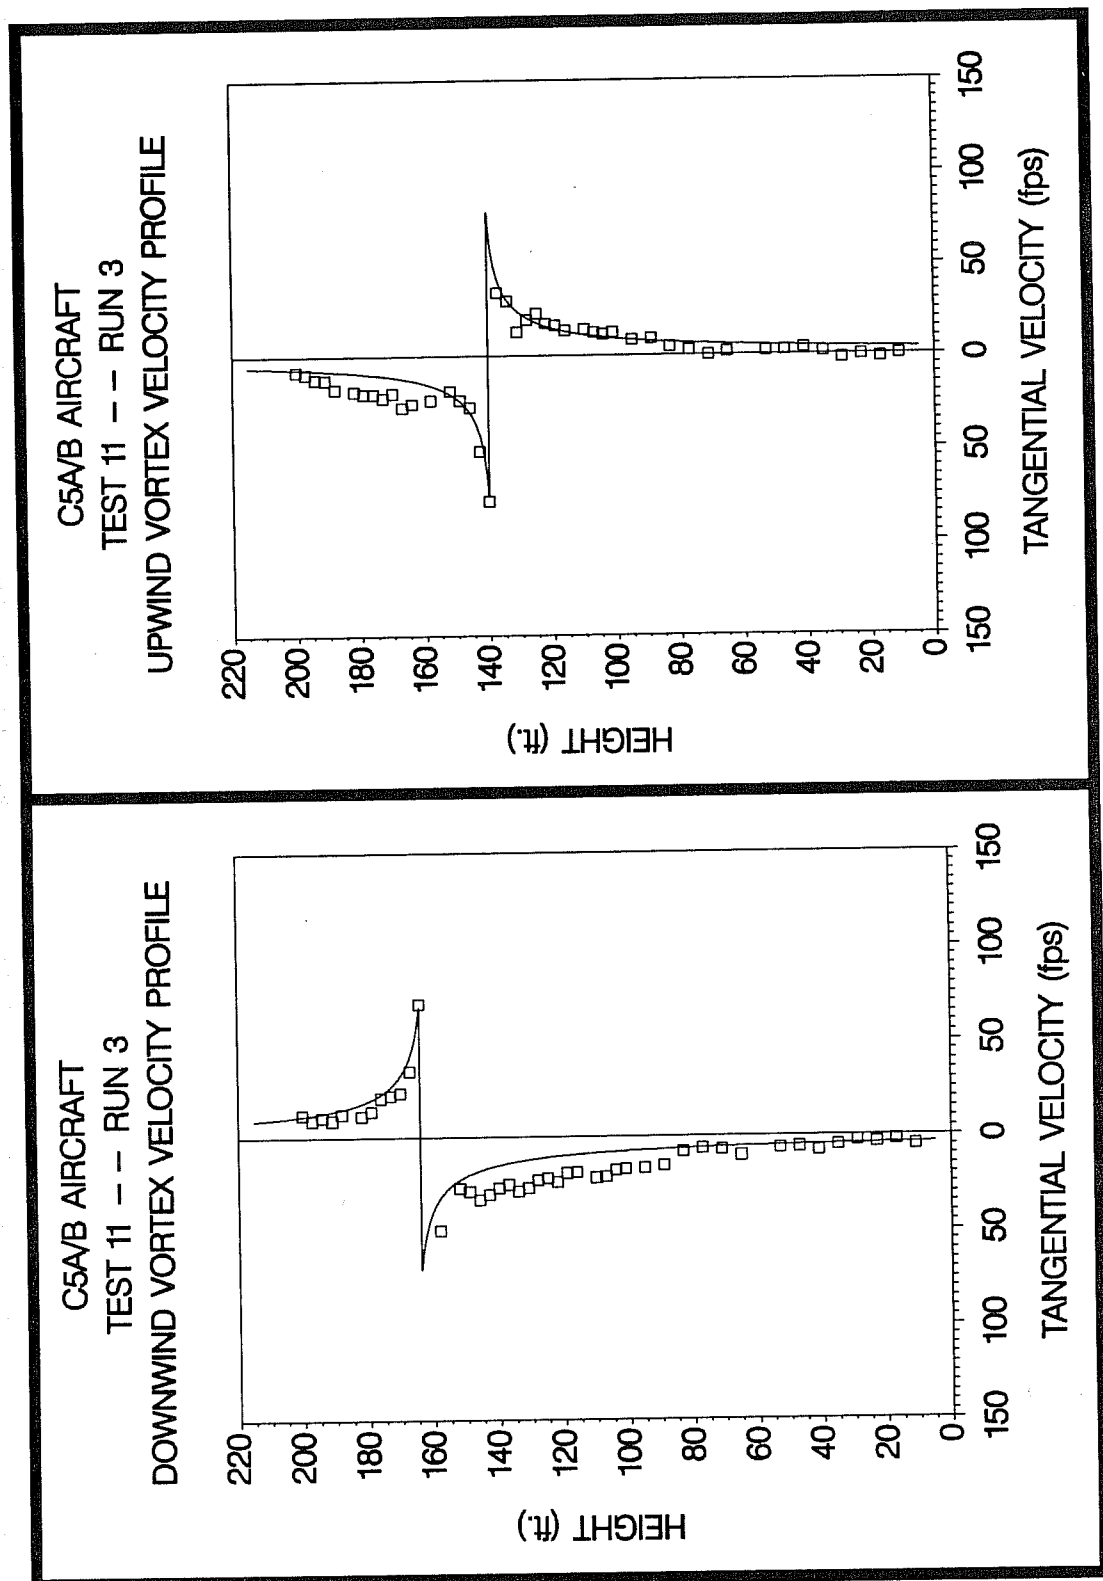 C5A/B AIRCRAFT
TEST 11 – – RUN 3
DOWNWIND VORTEX VELOCITY PROFILE
HEIGHT (ft.)
220
200
180
160
140
120
100
80
60
40
20
0
150 100 50 0 50 100 150
TANGENTIAL VELOCITY (fps)
C5A/B AIRCRAFT
TEST 11 – – RUN 3
UPWIND VORTEX VELOCITY PROFILE
HEIGHT (ft.)
220
200
180
160
140
120
100
80
60
40
20
0
150 100 50 0 50 100 150
TANGENTIAL VELOCITY (fps)